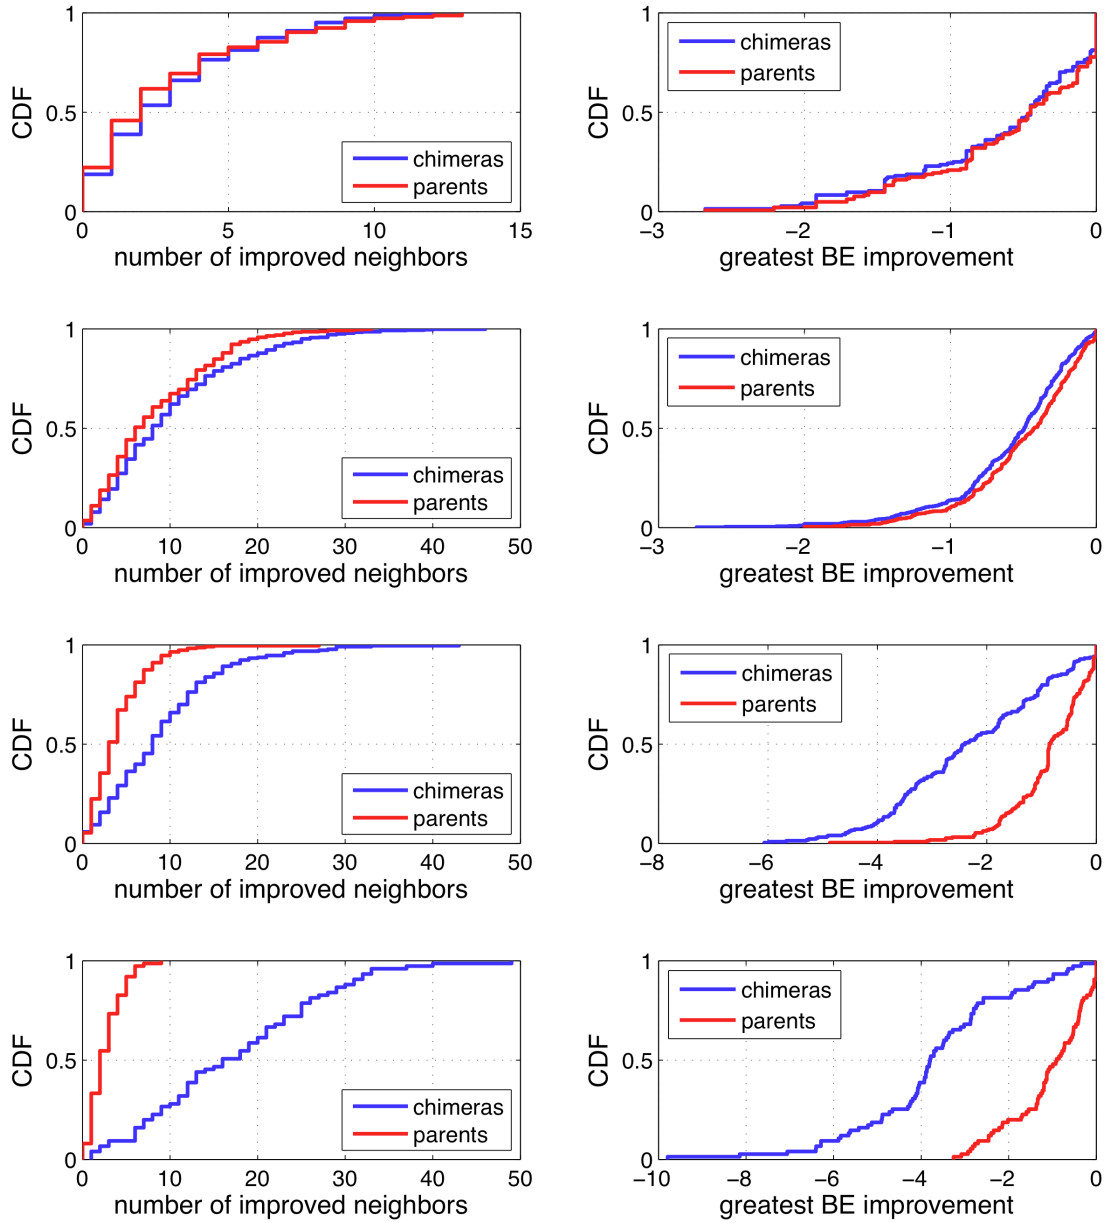 1
0.5
0
CDF
0 5 10 15
number of improved neighbors
chimeras
parents
1
0.5
0
CDF
−3 −2 −1 0
greatest BE improvement
chimeras
parents
1
0.5
0
CDF
0 10 20 30 40 50
number of improved neighbors
chimeras
parents
1
0.5
0
CDF
−3 −2 −1 0
greatest BE improvement
chimeras
parents
1
0.5
0
CDF
0 10 20 30 40 50
number of improved neighbors
chimeras
parents
1
0.5
0
CDF
−8 −6 −4 −2 0
greatest BE improvement
chimeras
parents
1
0.5
0
CDF
0 10 20 30 40 50
number of improved neighbors
chimeras
parents
1
0.5
0
CDF
−10 −8 −6 −4 −2 0
greatest BE improvement
chimeras
parents